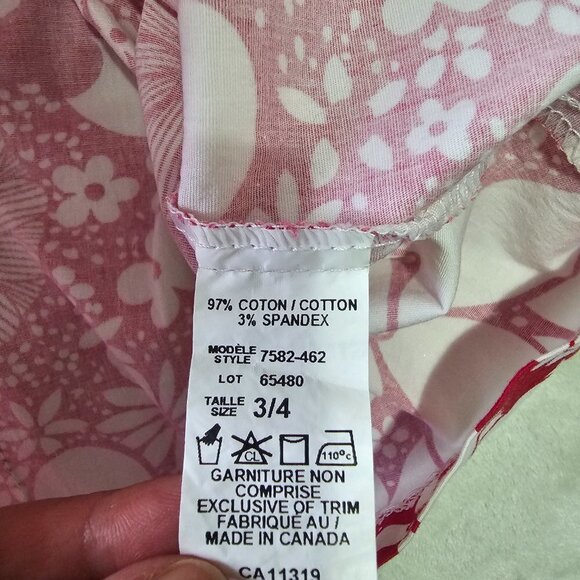 97% COTON / COTTON
3% SPANDEX
MODÈLE
STYLE 7582-462
LOT 65480
TAILLE
SIZE 3/4
CL 110°c
GARNITURE NON
COMPRISE
EXCLUSIVE OF TRIM
FABRIQUE AU /
MADE IN CANADA
CA11319